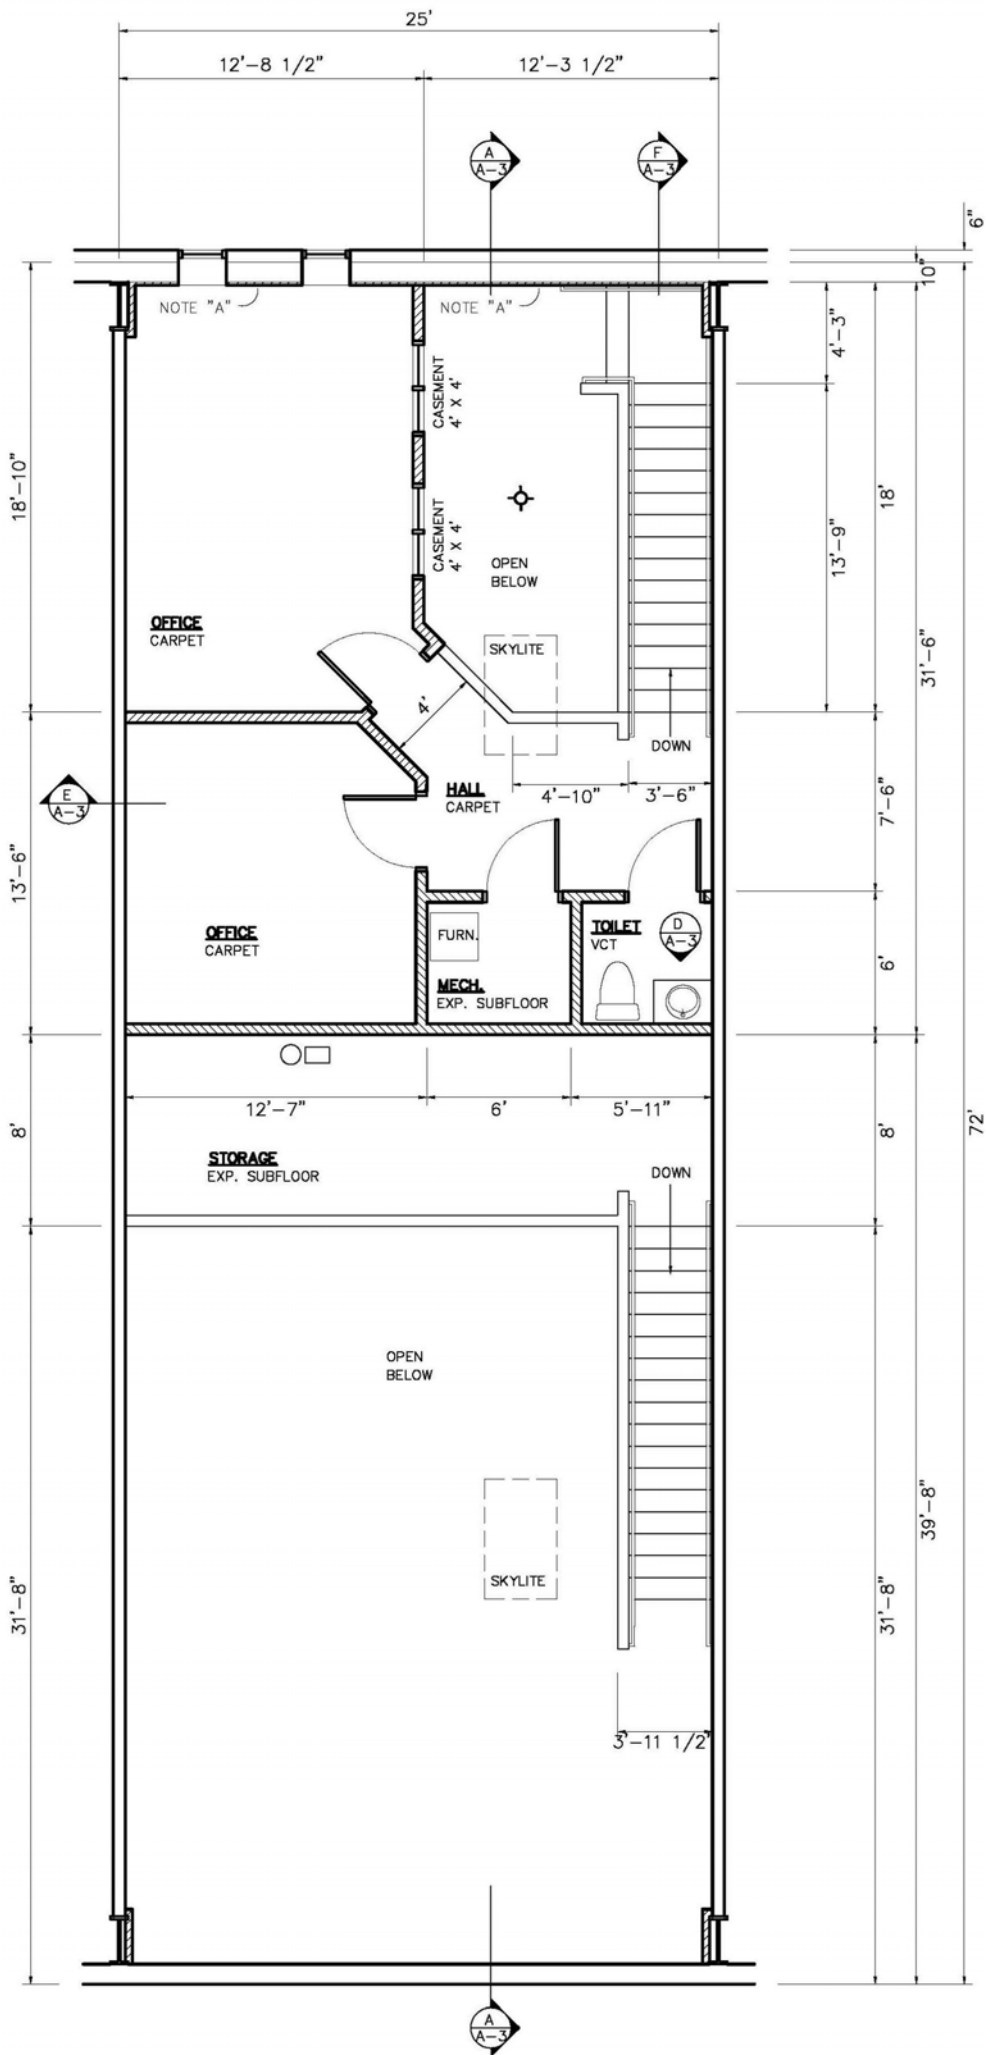 25'
12'-8 1/2"
12'-3 1/2"
A
A-3
F
A-3
6"
10"
NOTE "A"
NOTE "A"
4'-3"
CASEMENT
4' X 4'
18'-10"
18'
CASEMENT
4' X 4'
13'-9"
OPEN
BELOW
OFFICE
CARPET
SKYLITE
31'-6"
4'
DOWN
HALL
CARPET
4'-10"
3'-6"
7'-6"
E
A-3
13'-6"
OFFICE
CARPET
FURN.
TOILET
VCT
D
A-3
MECH.
EXP. SUBFLOOR
6'
12'-7"
6'
5'-11"
8'
8'
72'
STORAGE
EXP. SUBFLOOR
DOWN
OPEN
BELOW
39'-8"
SKYLITE
31'-8"
31'-8"
3'-11 1/2"
A
A-3